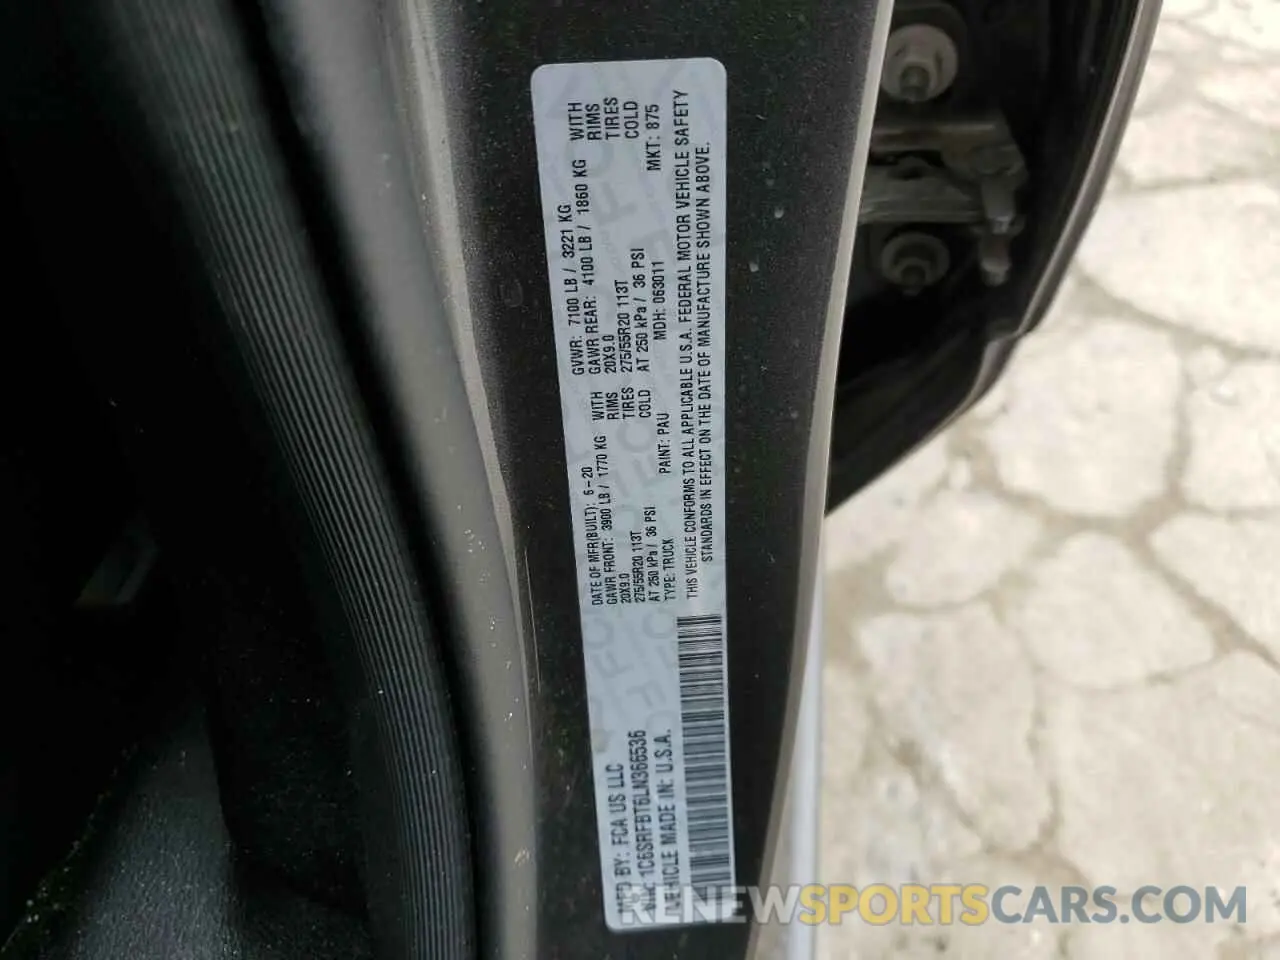 MFD BY: FCA US LLC
DATE OF MFR(BUILT): 6-20
GVWR: 7100 LB / 3221 KG
GAWR FRONT: 3900 LB / 1770 KG WITH
20X9.0 RIMS
275/55R20 113T TIRES
AT 250 kPa / 36 PSI COLD
GAWR REAR: 4100 LB / 1860 KG WITH
20X9.0 RIMS
275/55R20 113T TIRES
AT 250 kPa / 36 PSI COLD
VIN: 1C6SRFBT6LN366536
TYPE: TRUCK
PAINT: PAU
MDH: 063011
MKT: 875
VEHICLE MADE IN: U.S.A.
THIS VEHICLE CONFORMS TO ALL APPLICABLE U.S.A. FEDERAL MOTOR VEHICLE SAFETY
STANDARDS IN EFFECT ON THE DATE OF MANUFACTURE SHOWN ABOVE.
RENEWSPORTSCARS.COM